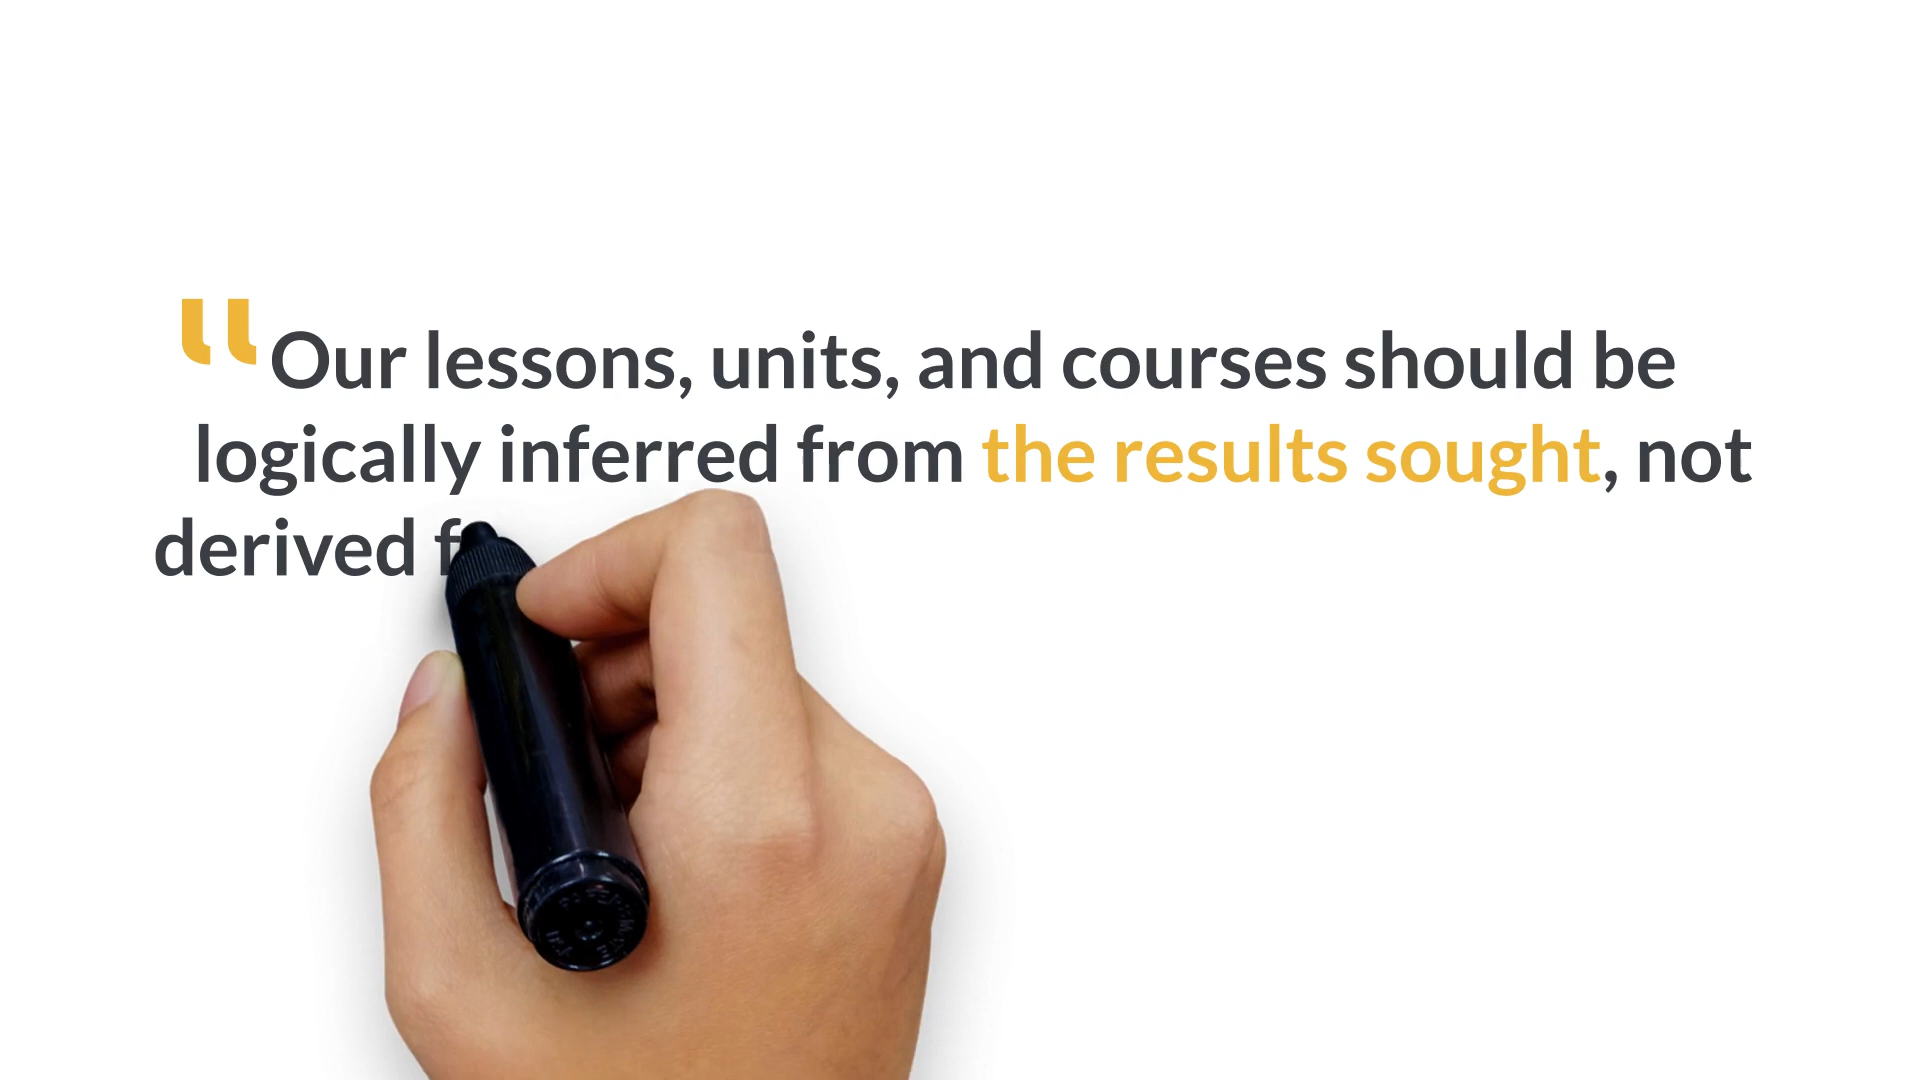 “Our lessons, units, and courses should be
logically inferred from the results sought, not
derived f